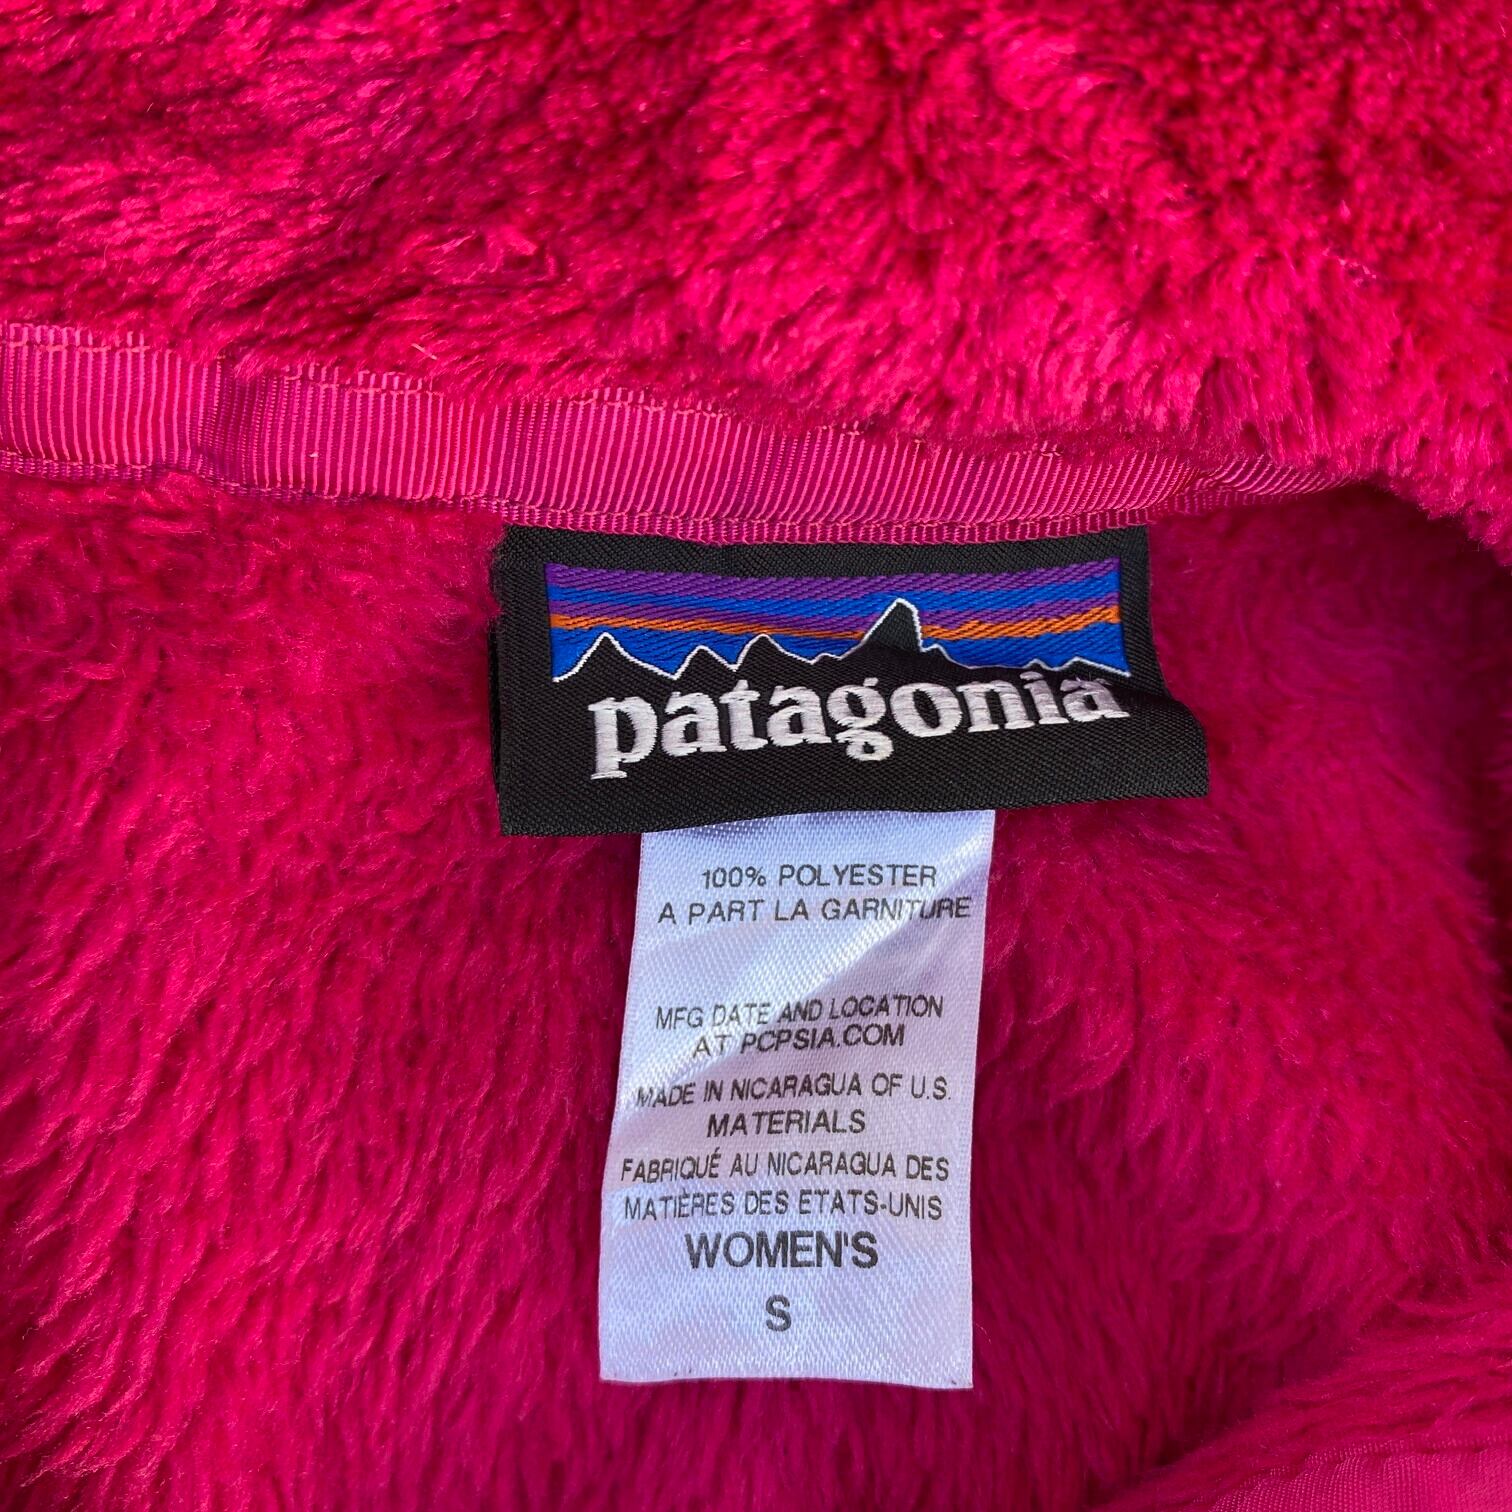 patagonia
100% POLYESTER
A PART LA GARNITURE
MFG DATE AND LOCATION
AT PCPSIA.COM
MADE IN NICARAGUA OF U.S.
MATERIALS
FABRIQUÉ AU NICARAGUA DES
MATIÈRES DES ETATS-UNIS
WOMEN'S
S